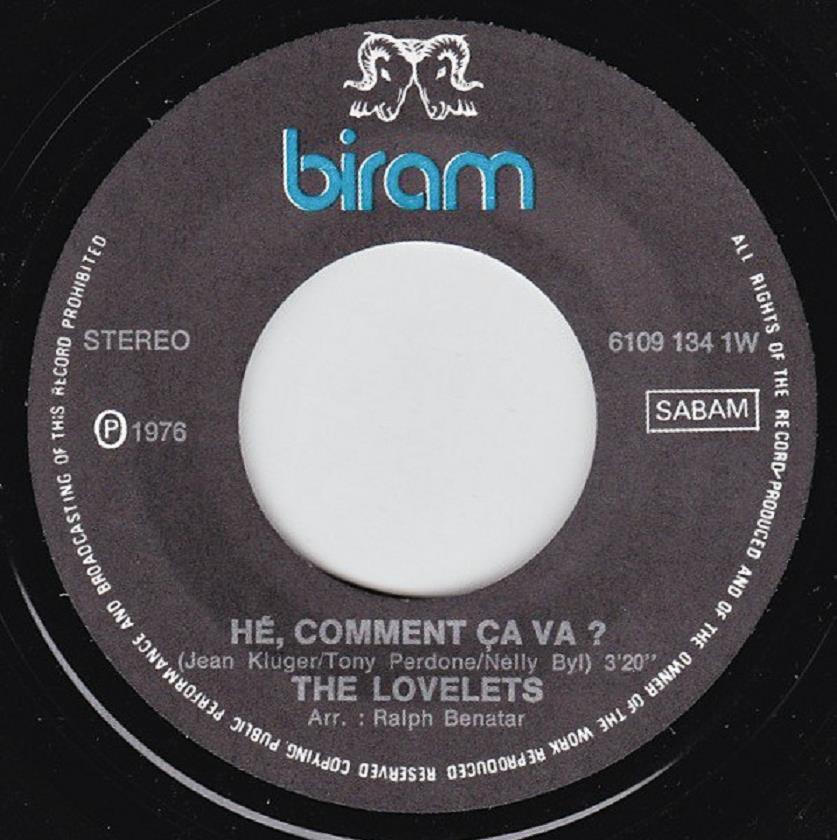 biram
STEREO
6109 134 1W
Ⓟ 1976
SABAM
HÉ, COMMENT ÇA VA ?
(Jean Kluger/Tony Perdone/Nelly Byl) 3'20"
THE LOVELETS
Arr. : Ralph Benatar
ALL RIGHTS OF THE RECORD-PRODUCED AND OF THE OWNER OF THE WORK REPRODUCED RESERVED COPYING. PUBLIC PERFORMANCE AND BROADCASTING OF THIS RECORD PROHIBITED